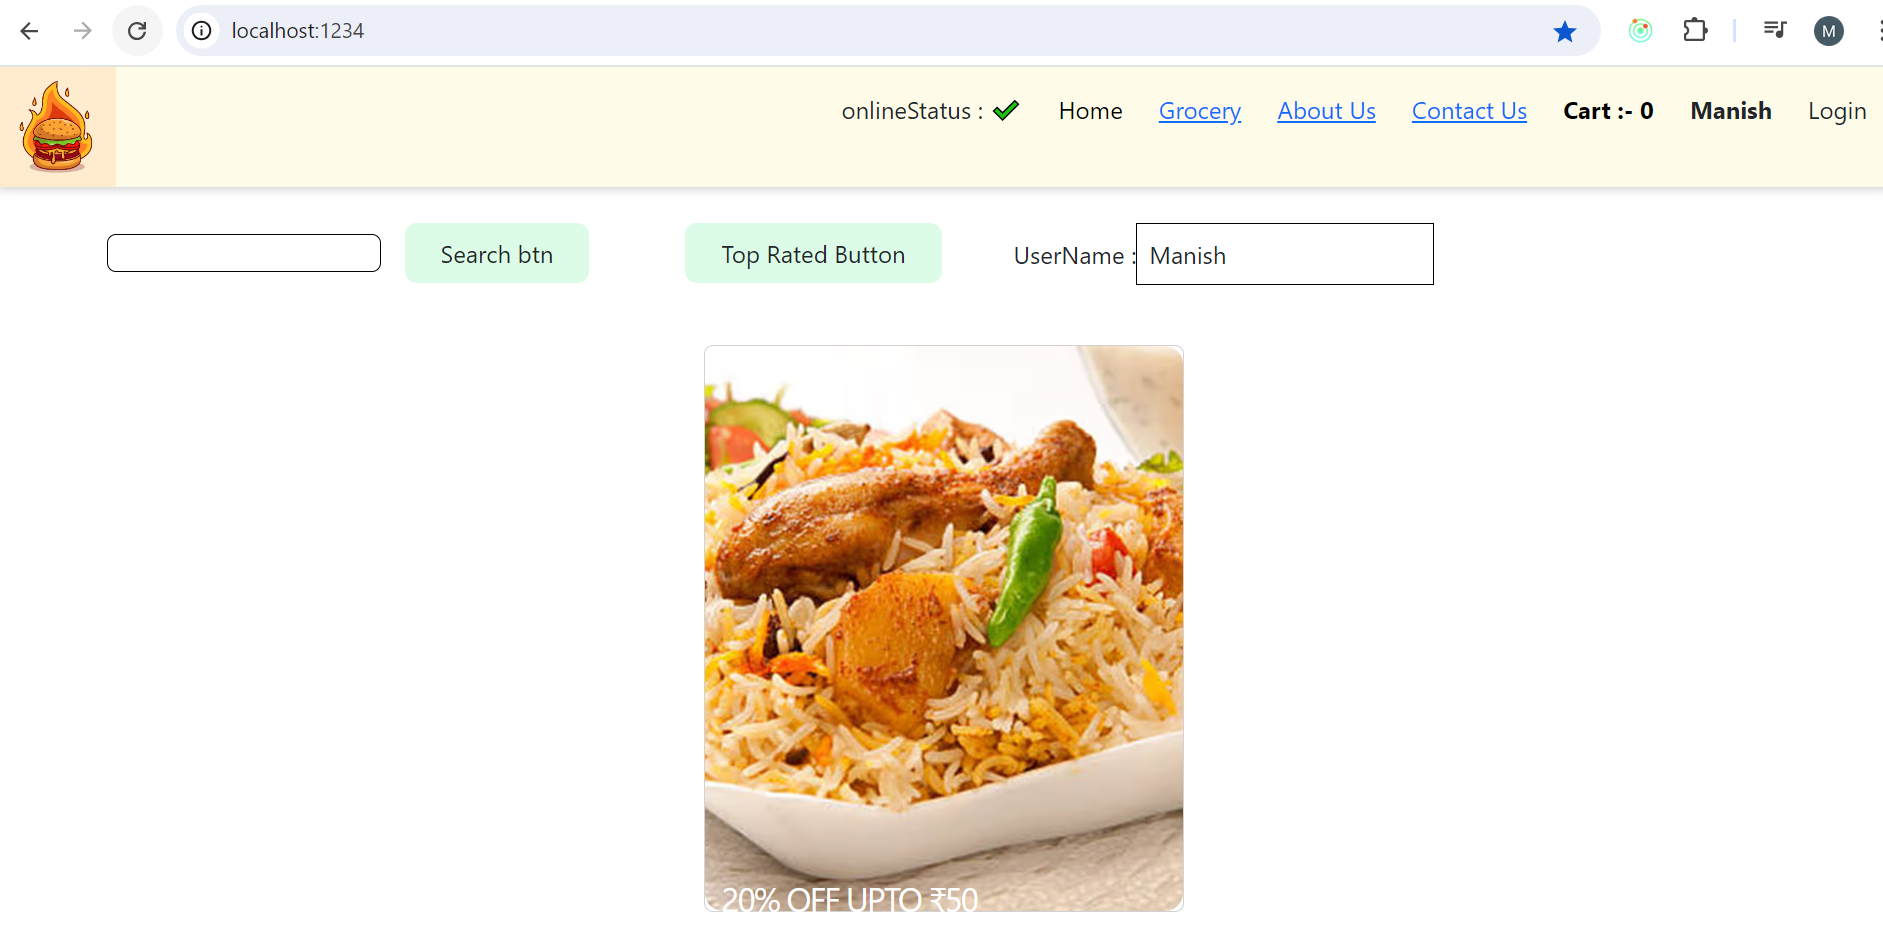 localhost:1234
M
onlineStatus : ✔ Home Grocery About Us Contact Us Cart :- 0 Manish Login
Search btn Top Rated Button UserName : Manish
20% OFF UPTO ₹50